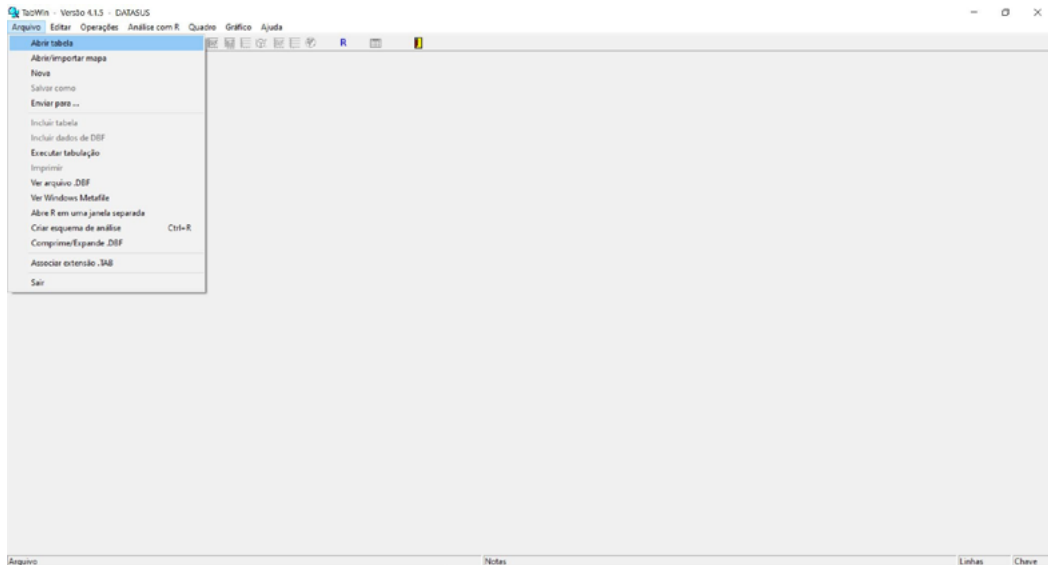 TabWin - Versão 4.1.5 - DATASUS
Arquivo Editar Operações Análise com R Quadro Gráfico Ajuda
Abrir tabela
Abrir/importar mapa
Nova
Salvar como
Enviar para ...
Incluir tabela
Incluir dados de DBF
Executar tabulação
Imprimir
Ver arquivo .DBF
Ver Windows Metafile
Abre R em uma janela separada
Criar esquema de análise Ctrl+R
Comprime/Expande .DBF
Associar extensão .TAB
Sair
R
Arquivo Notas Linhas Chave